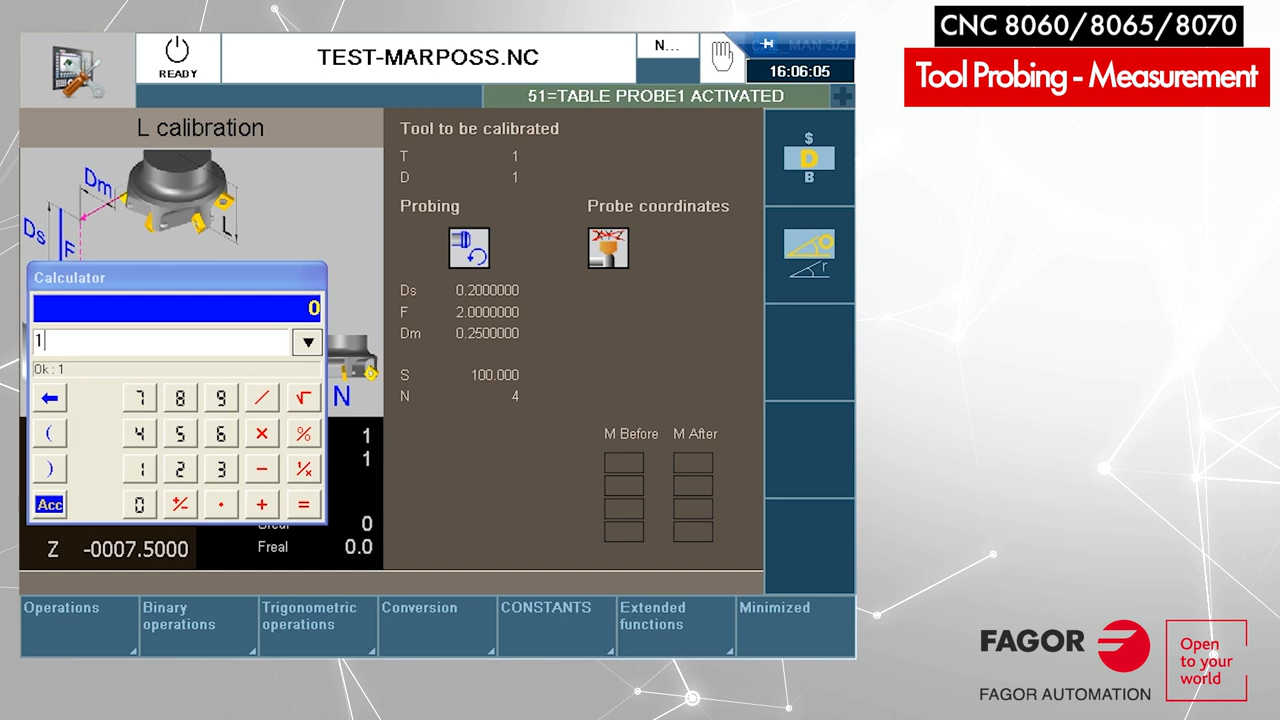 CNC 8060/8065/8070
Tool Probing - Measurement
READY
TEST-MARPOSS.NC
N...
16:06:05
51=TABLE PROBE1 ACTIVATED
L calibration
Dm
Ds
F
L
N
Tool to be calibrated
T 1
D 1
Probing
Probe coordinates
Ds 0.2000000
F 2.0000000
Dm 0.2500000
S 100.000
N 4
M Before M After
$
D
B
r
Calculator
0
1
Ok : 1
7 8 9 / √
( 4 5 6 × %
) 1 2 3 - 1/x
Acc 0 +/- . + =
1
1
0
Freal 0.0
Z -0007.5000
Operations
Binary operations
Trigonometric operations
Conversion
CONSTANTS
Extended functions
Minimized
FAGOR
FAGOR AUTOMATION
Open
to your
world